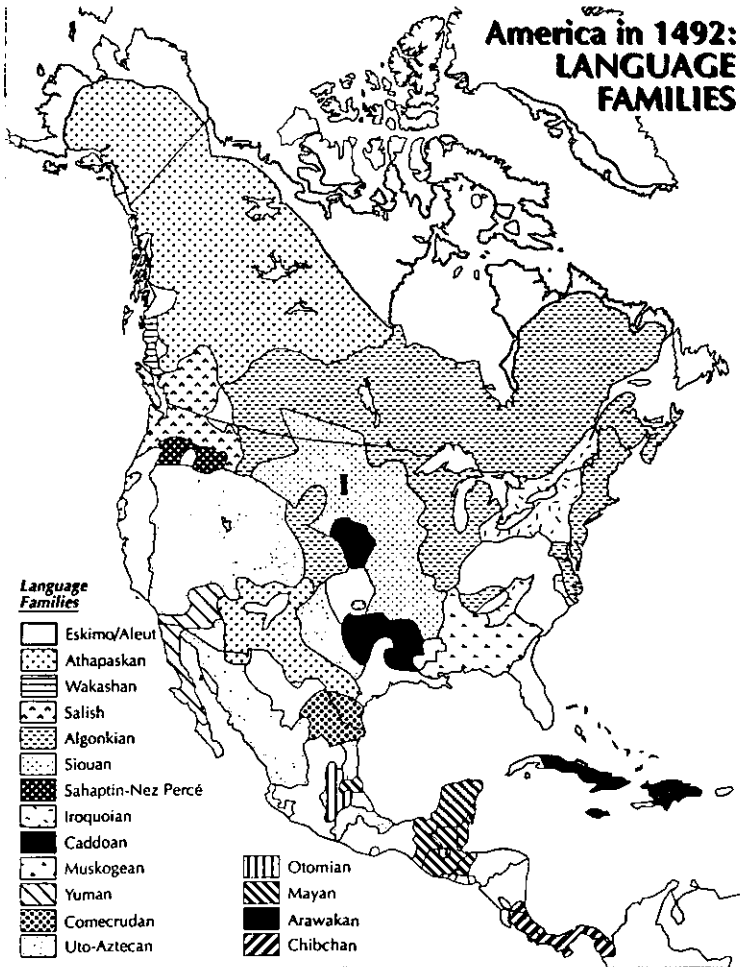 America in 1492:
LANGUAGE
FAMILIES
I
Language
Families
Eskimo/Aleut
Athapaskan
Wakashan
Salish
Algonkian
Siouan
Sahaptin-Nez Percé
Iroquoian
Caddoan
Muskogean
Yuman
Comecrudan
Uto-Aztecan
Otomian
Mayan
Arawakan
Chibchan